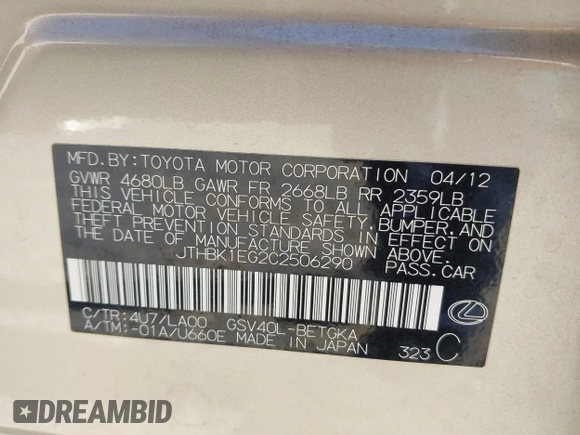 MFD.BY:TOYOTA MOTOR CORPORATION 04/12
GVWR 4680LB GAWR FR 2668LB RR 2359LB
THIS VEHICLE CONFORMS TO ALL APPLICABLE
FEDERAL MOTOR VEHICLE SAFETY,BUMPER,AND
THEFT PREVENTION STANDARDS IN EFFECT ON
THE DATE OF MANUFACTURE SHOWN ABOVE.
JTHBK1EG2C2506290 PASS.CAR
C/TR:4U7/LA00 GSV40L-BETGKA
A/TM:-01A/U660E MADE IN JAPAN 323 C
DREAMBID